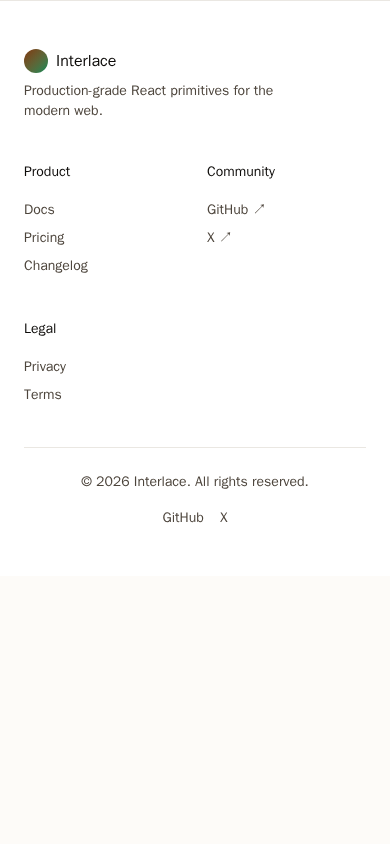 Interlace
Production-grade React primitives for the
modern web.
Product
Docs
Pricing
Changelog
Community
GitHub ↗
X ↗
Legal
Privacy
Terms
© 2026 Interlace. All rights reserved.
GitHub X